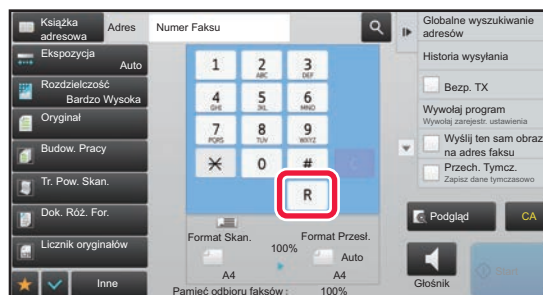 Książka
adresowa
Adres
Numer Faksu
Ekspozycja
Auto
Rozdzielczość
Bardzo Wysoka
Oryginał
Budow. Pracy
Tr. Pow. Skan.
Dok. Róż. For.
Licznik oryginałów
Inne
1
2
ABC
3
DEF
4
GHI
5
JKL
6
MNO
7
PQRS
8
TUV
9
WXYZ
0
#
C
R
Format Skan.
100%
Format Przesł.
Auto
A4
A4
Pamięć odbioru faksów : 100%
Globalne wyszukiwanie
adresów
Historia wysyłania
Bezp. TX
Wywołaj program
Wywołaj zarejestr. ustawienia
Wyślij ten sam obraz
na adres faksu
Przech. Tymcz.
Zapisz dane tymczasowo
Podgląd
CA
Głośnik
Start